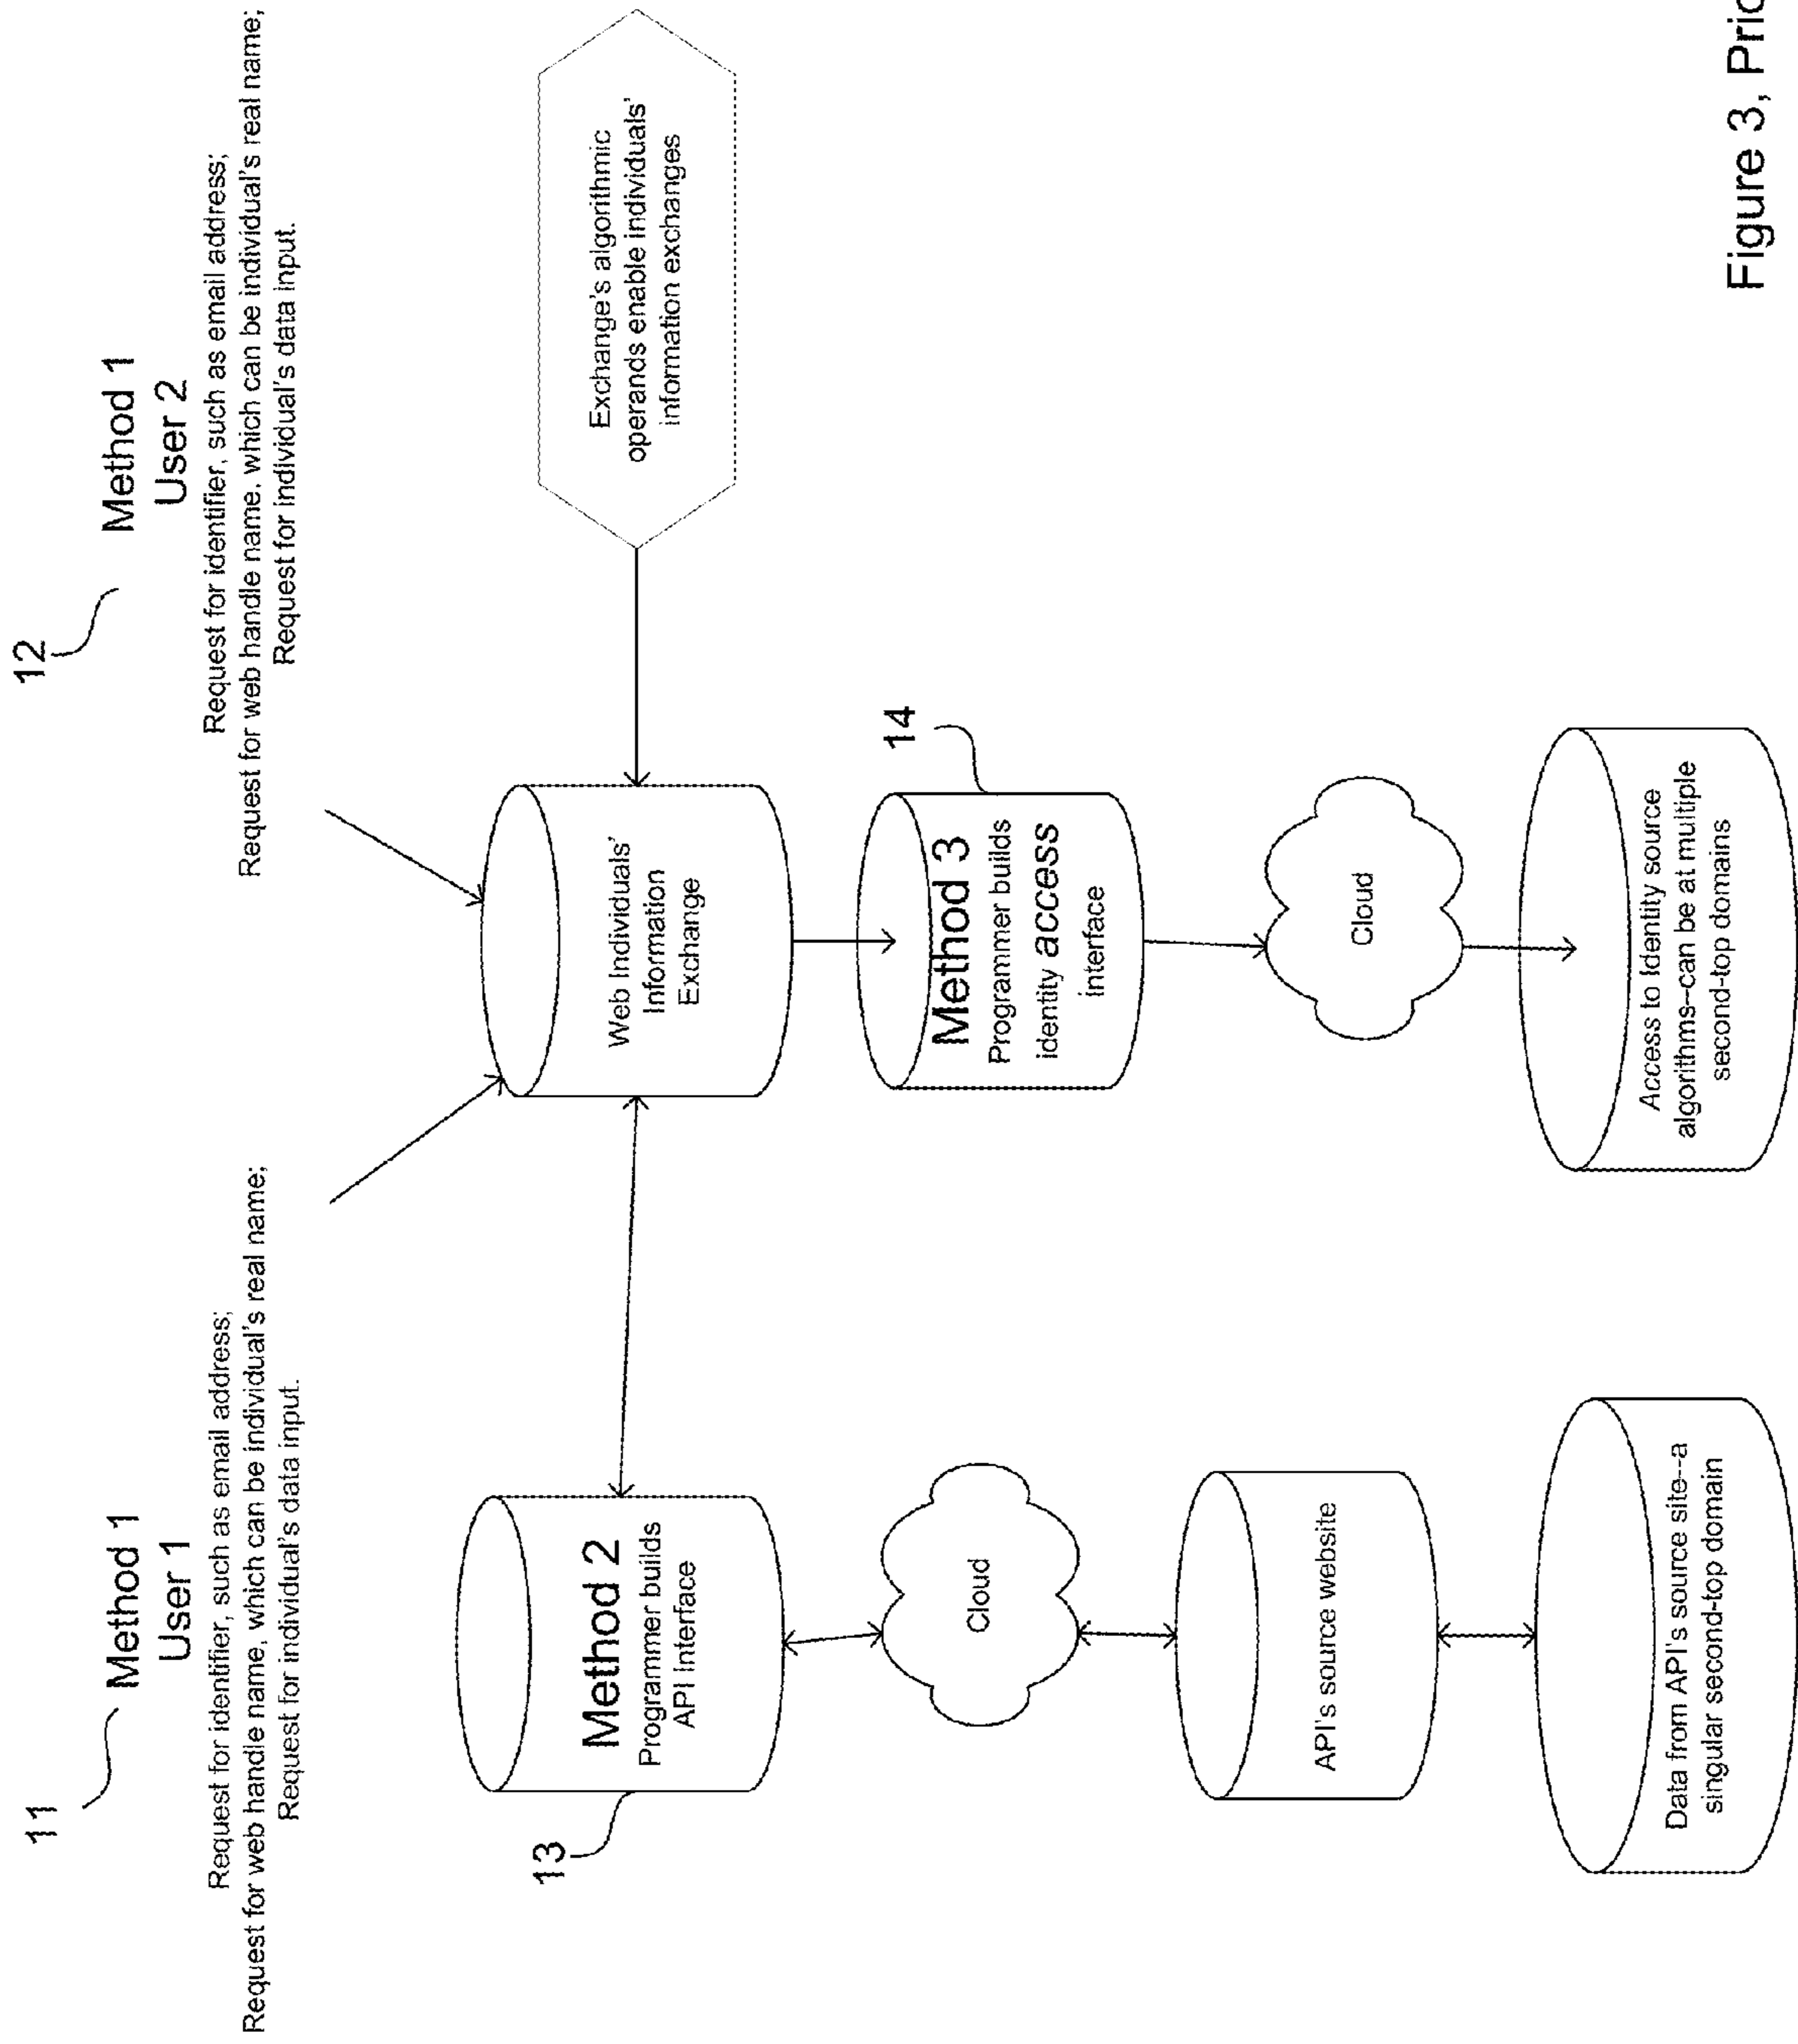 11
Method 1
User 1
Request for identifier, such as email address;
Request for web handle name, which can be individual's real name;
Request for individual's data input.
12
Method 1
User 2
Request for identifier, such as email address;
Request for web handle name, which can be individual's real name;
Request for individual's data input.
13
Method 2
Programmer builds
API Interface
Web Individuals'
Information
Exchange
Exchange's algorithmic
operands enable individuals'
information exchanges
14
Method 3
Programmer builds
identity access
interface
Cloud
Cloud
API's source website
Data from API's source site--a
singular second-top domain
Access to Identity source
algorithms--can be at multiple
second-top domains
Figure 3,